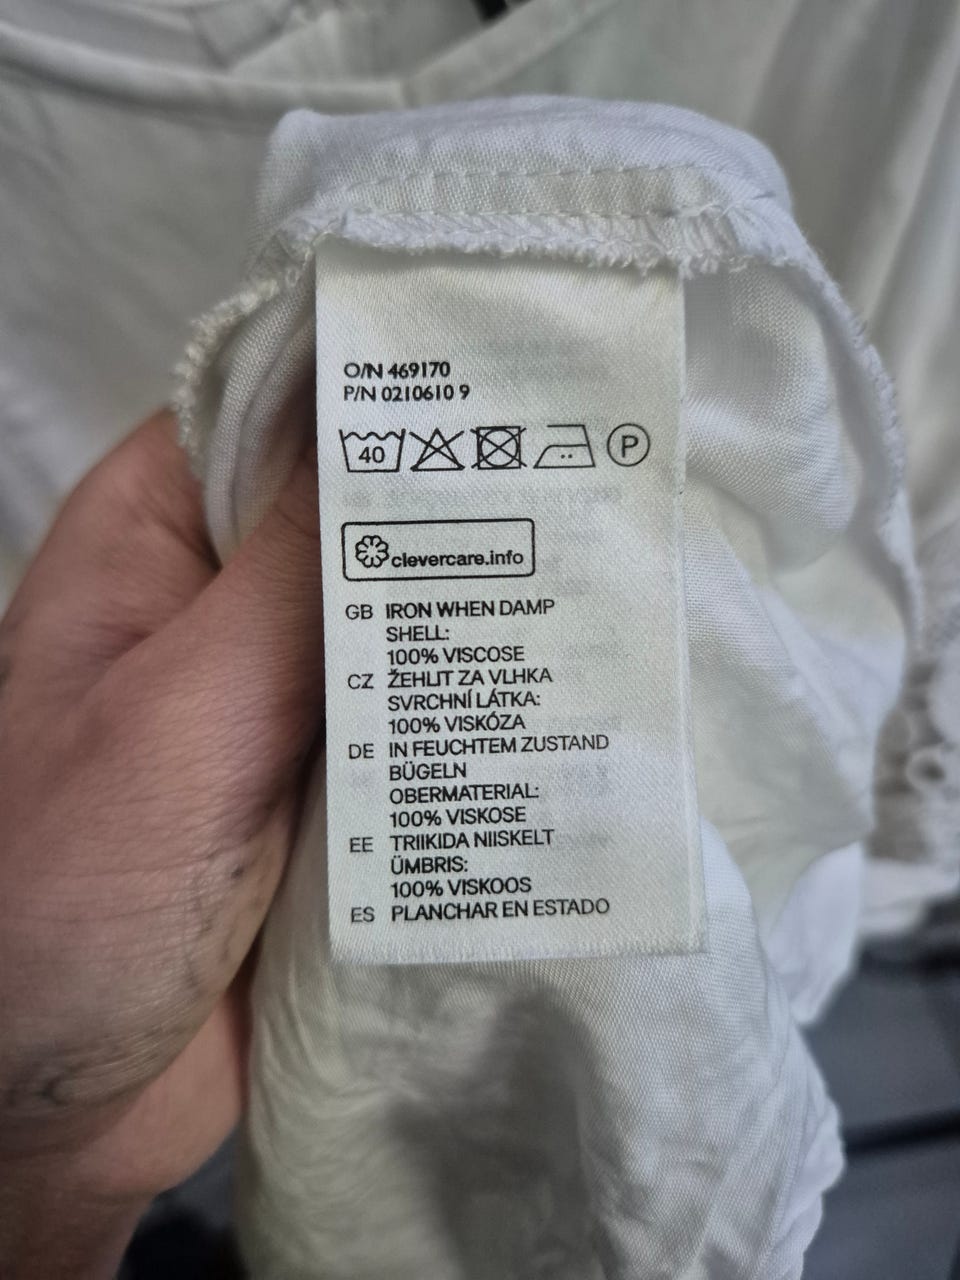 O/N 469170
P/N 0210610 9
40 P
clevercare.info
GB IRON WHEN DAMP
SHELL:
100% VISCOSE
CZ ŽEHLIT ZA VLHKA
SVRCHNÍ LÁTKA:
100% VISKÓZA
DE IN FEUCHTEM ZUSTAND
BÜGELN
OBERMATERIAL:
100% VISKOSE
EE TRIIKIDA NIISKELT
ÜMBRIS:
100% VISKOOS
ES PLANCHAR EN ESTADO